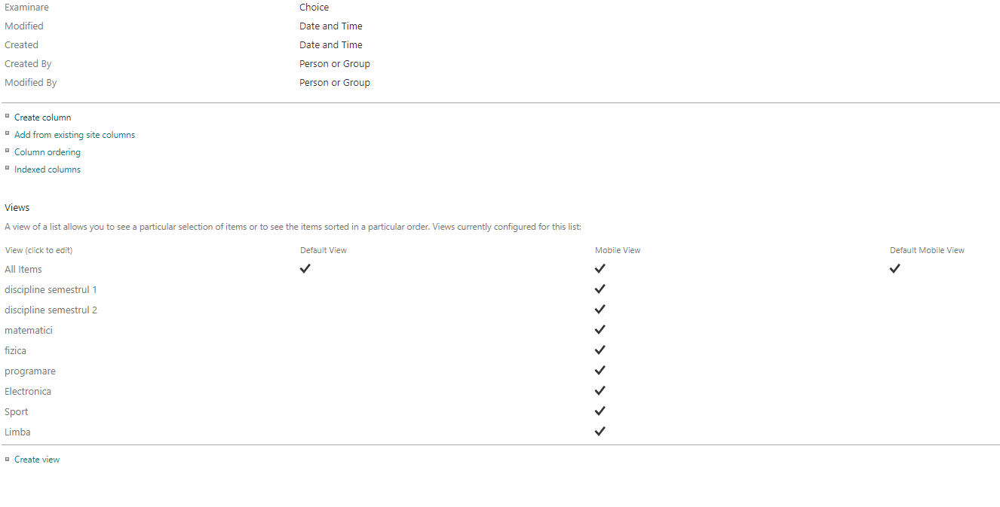 Examinare Choice
Modified Date and Time
Created Date and Time
Created By Person or Group
Modified By Person or Group
Create column
Add from existing site columns
Column ordering
Indexed columns
Views
A view of a list allows you to see a particular selection of items or to see the items sorted in a particular order. Views currently configured for this list:
View (click to edit) Default View Mobile View Default Mobile View
All Items
discipline semestrul 1
discipline semestrul 2
matematici
fizica
programare
Electronica
Sport
Limba
Create view